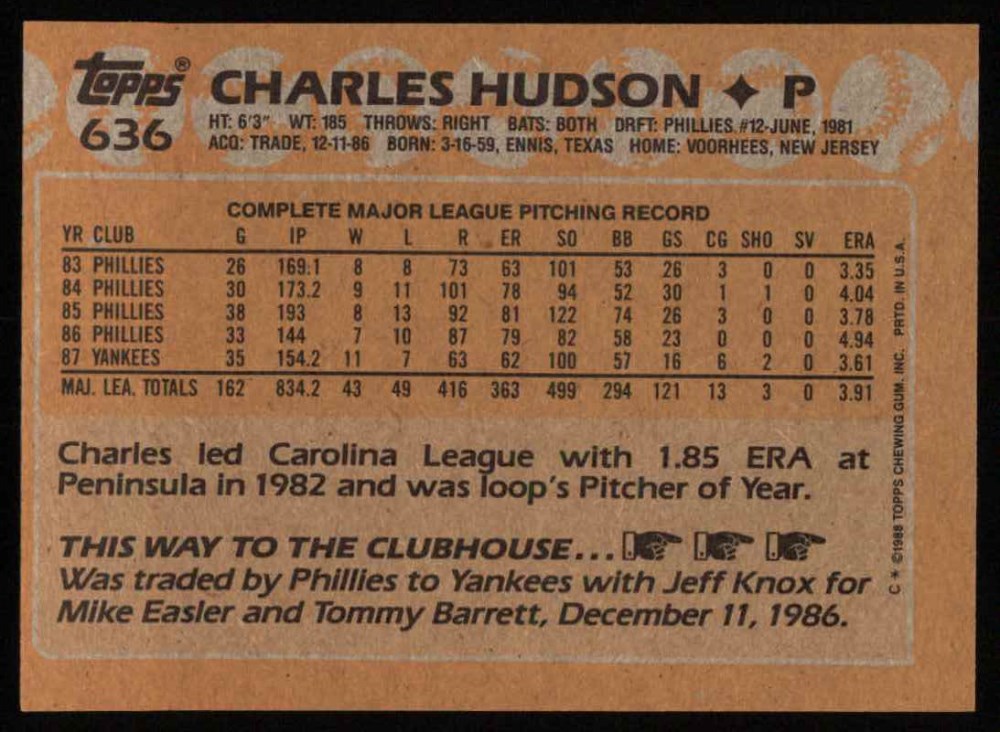 topps® CHARLES HUDSON ✦ P
636 HT: 6'3" WT: 185 THROWS: RIGHT BATS: BOTH DRFT: PHILLIES #12-JUNE, 1981
ACQ: TRADE, 12-11-86 BORN: 3-16-59, ENNIS, TEXAS HOME: VOORHEES, NEW JERSEY
COMPLETE MAJOR LEAGUE PITCHING RECORD
YR CLUB G IP W L R ER SO BB GS CG SHO SV ERA
83 PHILLIES 26 169.1 8 8 73 63 101 53 26 3 0 0 3.35
84 PHILLIES 30 173.2 9 11 101 78 94 52 30 1 1 0 4.04
85 PHILLIES 38 193 8 13 92 81 122 74 26 3 0 0 3.78
86 PHILLIES 33 144 7 10 87 79 82 58 23 0 0 0 4.94
87 YANKEES 35 154.2 11 7 63 62 100 57 16 6 2 0 3.61
MAJ. LEA. TOTALS 162 834.2 43 49 416 363 499 294 121 13 3 0 3.91
Charles led Carolina League with 1.85 ERA at
Peninsula in 1982 and was loop's Pitcher of Year.
THIS WAY TO THE CLUBHOUSE...
Was traded by Phillies to Yankees with Jeff Knox for
Mike Easler and Tommy Barrett, December 11, 1986.
C * ©1988 TOPPS CHEWING GUM, INC. PRTD. IN U.S.A.